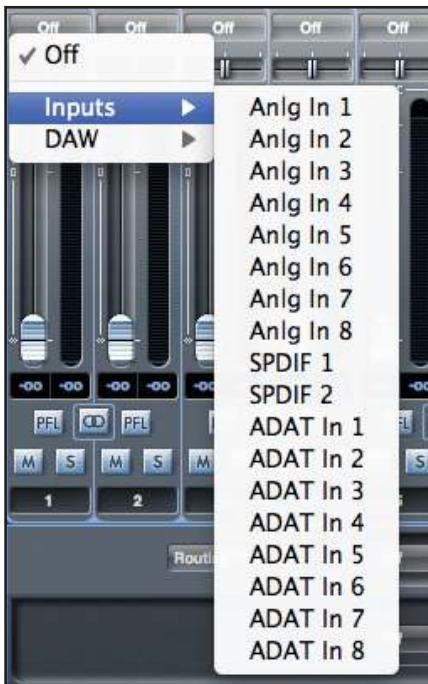 Off Off Off Off Off
✓ Off
Inputs
DAW
Anlg In 1
Anlg In 2
Anlg In 3
Anlg In 4
Anlg In 5
Anlg In 6
Anlg In 7
Anlg In 8
SPDIF 1
SPDIF 2
ADAT In 1
ADAT In 2
ADAT In 3
ADAT In 4
ADAT In 5
ADAT In 6
ADAT In 7
ADAT In 8
-00 -00 -00 -00
PFL PFL
M S M S M S
1 2